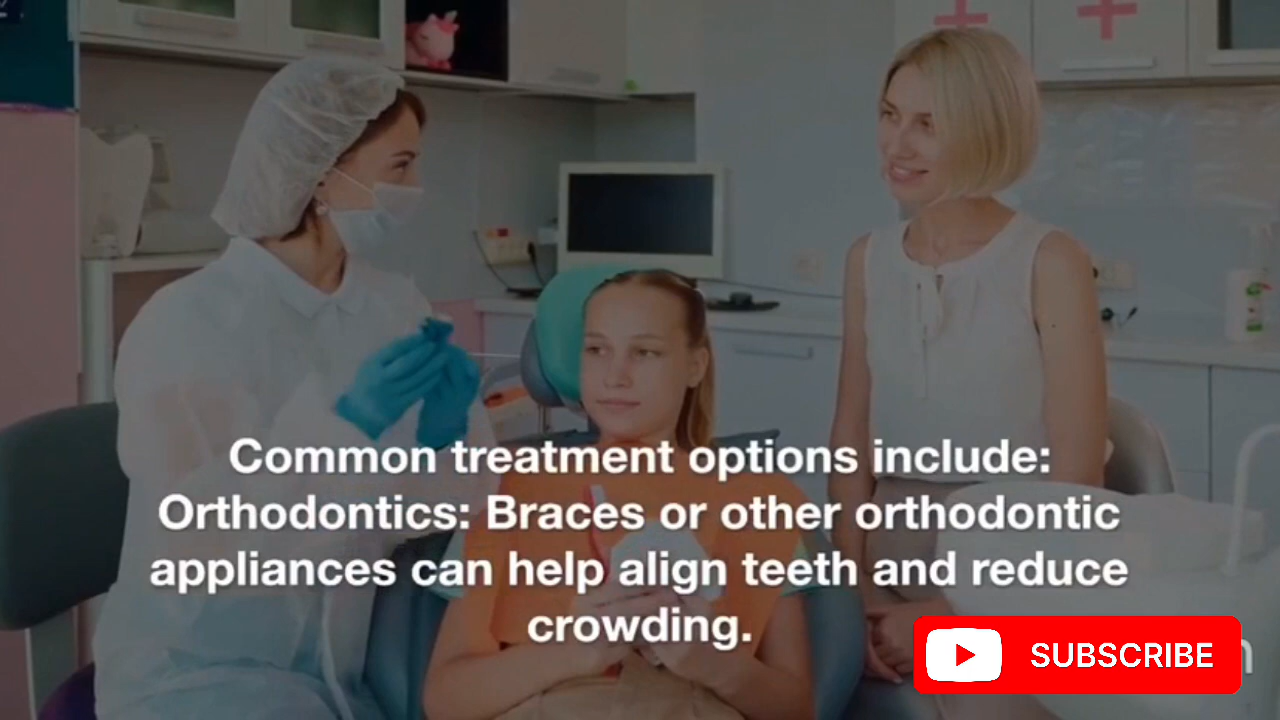 Common treatment options include:
Orthodontics: Braces or other orthodontic
appliances can help align teeth and reduce
crowding.
SUBSCRIBE